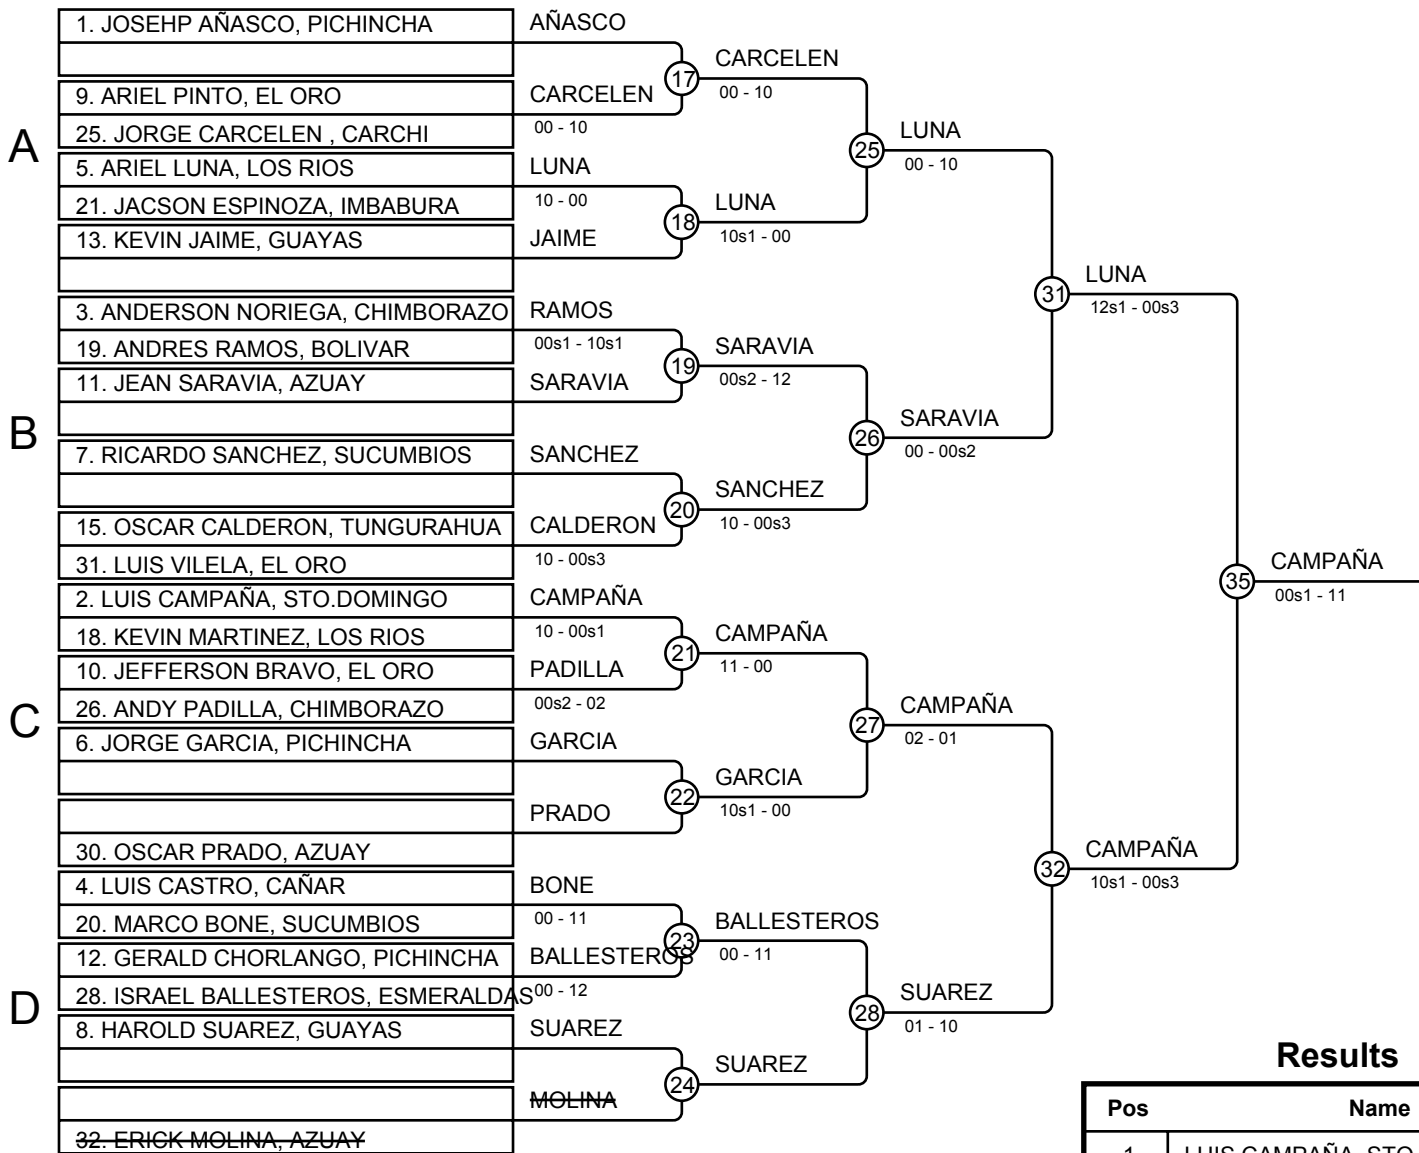 1. JOSEHP AÑASCO, PICHINCHA
AÑASCO
17
CARCELEN
00 - 10
A
9. ARIEL PINTO, EL ORO
CARCELEN
25. JORGE CARCELEN , CARCHI
00 - 10
25
LUNA
00 - 10
5. ARIEL LUNA, LOS RIOS
LUNA
21. JACSON ESPINOZA, IMBABURA
10 - 00
18
LUNA
10s1 - 00
13. KEVIN JAIME, GUAYAS
JAIME
31
LUNA
12s1 - 00s3
3. ANDERSON NORIEGA, CHIMBORAZO
RAMOS
19. ANDRES RAMOS, BOLIVAR
00s1 - 10s1
19
SARAVIA
00s2 - 12
11. JEAN SARAVIA, AZUAY
SARAVIA
B
26
SARAVIA
00 - 00s2
7. RICARDO SANCHEZ, SUCUMBIOS
SANCHEZ
20
SANCHEZ
10 - 00s3
15. OSCAR CALDERON, TUNGURAHUA
CALDERON
31. LUIS VILELA, EL ORO
10 - 00s3
35
CAMPAÑA
00s1 - 11
2. LUIS CAMPAÑA, STO.DOMINGO
CAMPAÑA
18. KEVIN MARTINEZ, LOS RIOS
10 - 00s1
21
CAMPAÑA
11 - 00
10. JEFFERSON BRAVO, EL ORO
PADILLA
26. ANDY PADILLA, CHIMBORAZO
00s2 - 02
C
27
CAMPAÑA
02 - 01
6. JORGE GARCIA, PICHINCHA
GARCIA
22
GARCIA
10s1 - 00
PRADO
30. OSCAR PRADO, AZUAY
32
CAMPAÑA
10s1 - 00s3
4. LUIS CASTRO, CAÑAR
BONE
20. MARCO BONE, SUCUMBIOS
00 - 11
23
BALLESTEROS
00 - 11
12. GERALD CHORLANGO, PICHINCHA
BALLESTEROS
28. ISRAEL BALLESTEROS, ESMERALDAS
00 - 12
D
28
SUAREZ
01 - 10
8. HAROLD SUAREZ, GUAYAS
SUAREZ
24
SUAREZ
MOLINA
32. ERICK MOLINA, AZUAY
Results
Pos
Name
1
LUIS CAMPAÑA, STO